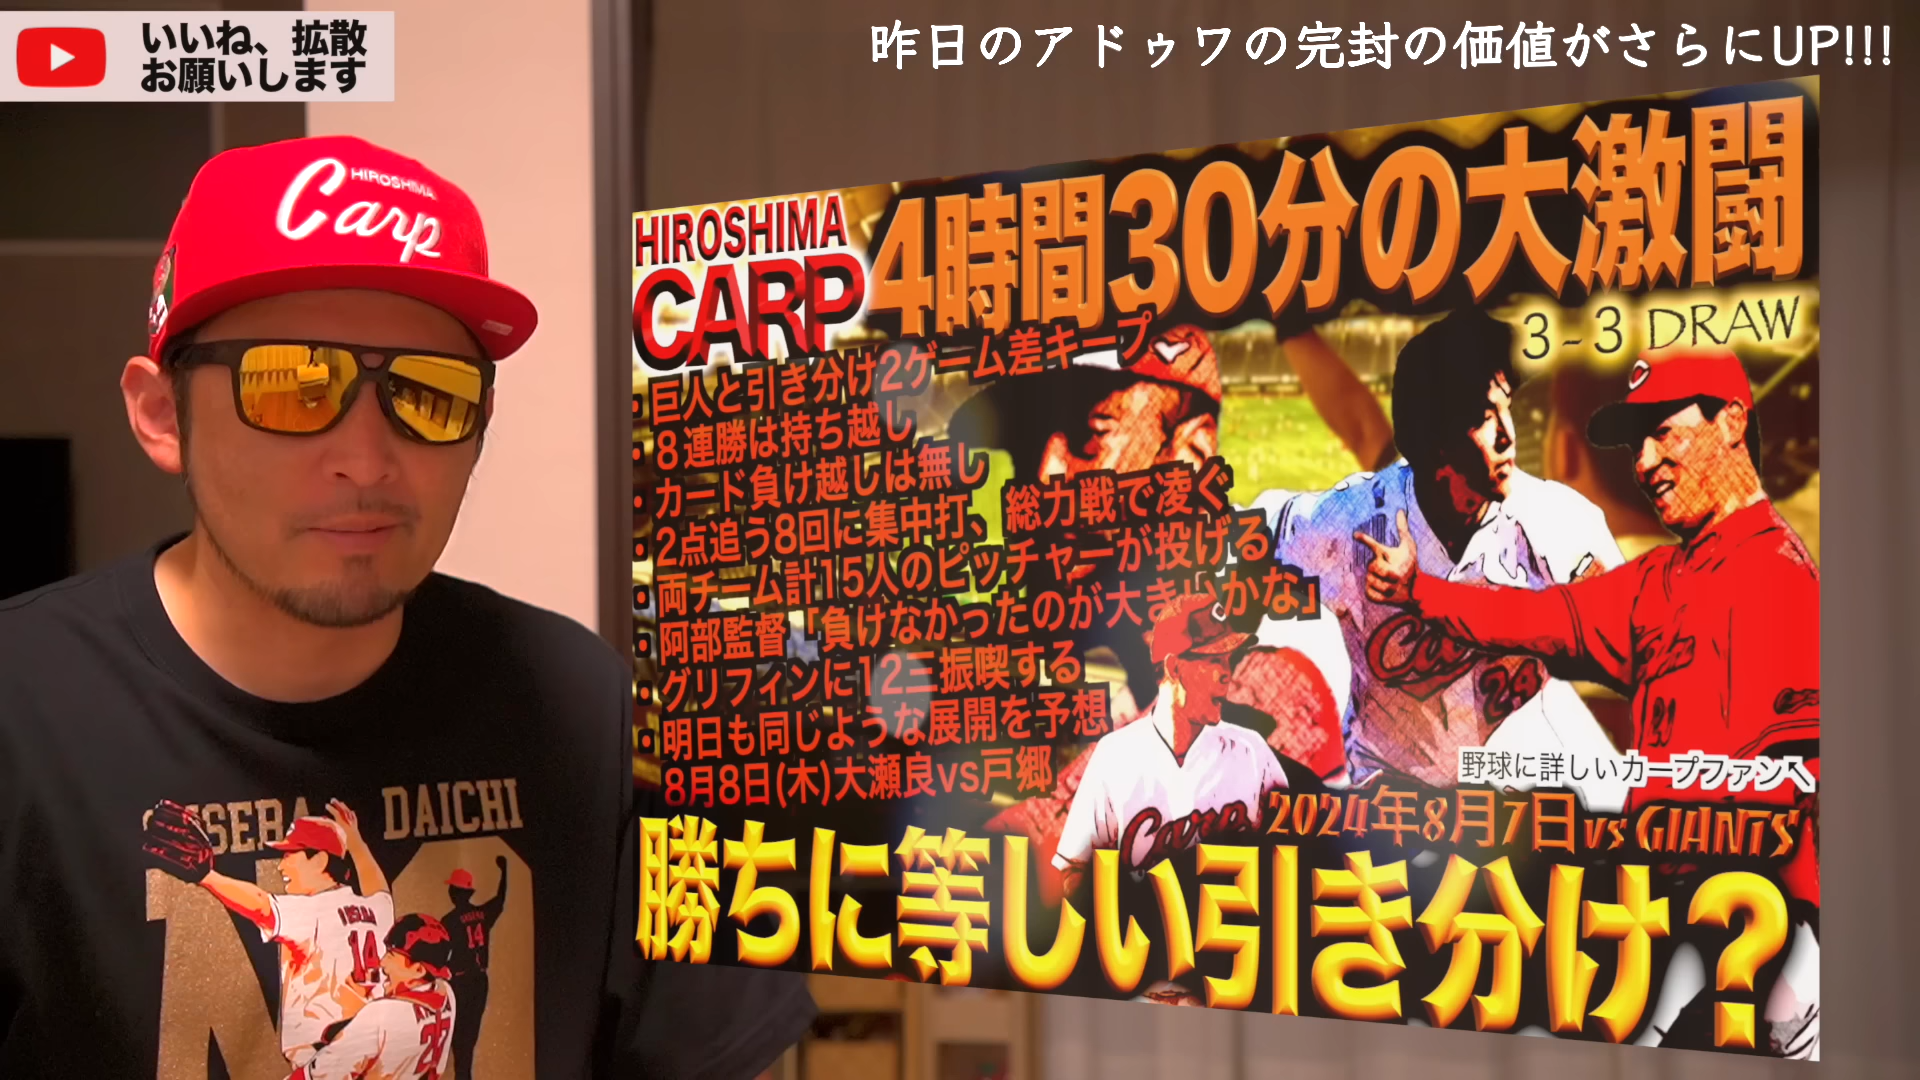 いいね、拡散
お願いします
昨日のアドゥワの完封の価値がさらにUP!!!
HIROSHIMA
Carp
HIROSHIMA
CARP
4時間30分の大激闘
3-3 DRAW
・巨人と引き分け2ゲーム差キープ
・8連勝は持ち越し
・カード負け越しは無し
・2点追う8回に集中打、総力戦で凌ぐ
・両チーム計15人のピッチャーが投げる
・阿部監督「負けなかったのが大きいかな」
・グリフィンに12三振喫する
・明日も同じような展開を予想
8月8日(木)大瀬良vs戸郷
Carp
24
21
Carp
野球に詳しいカープファン↖
2024年8月7日vs GIANTS
勝ちに等しい引き分け?
DAICHI
14
14